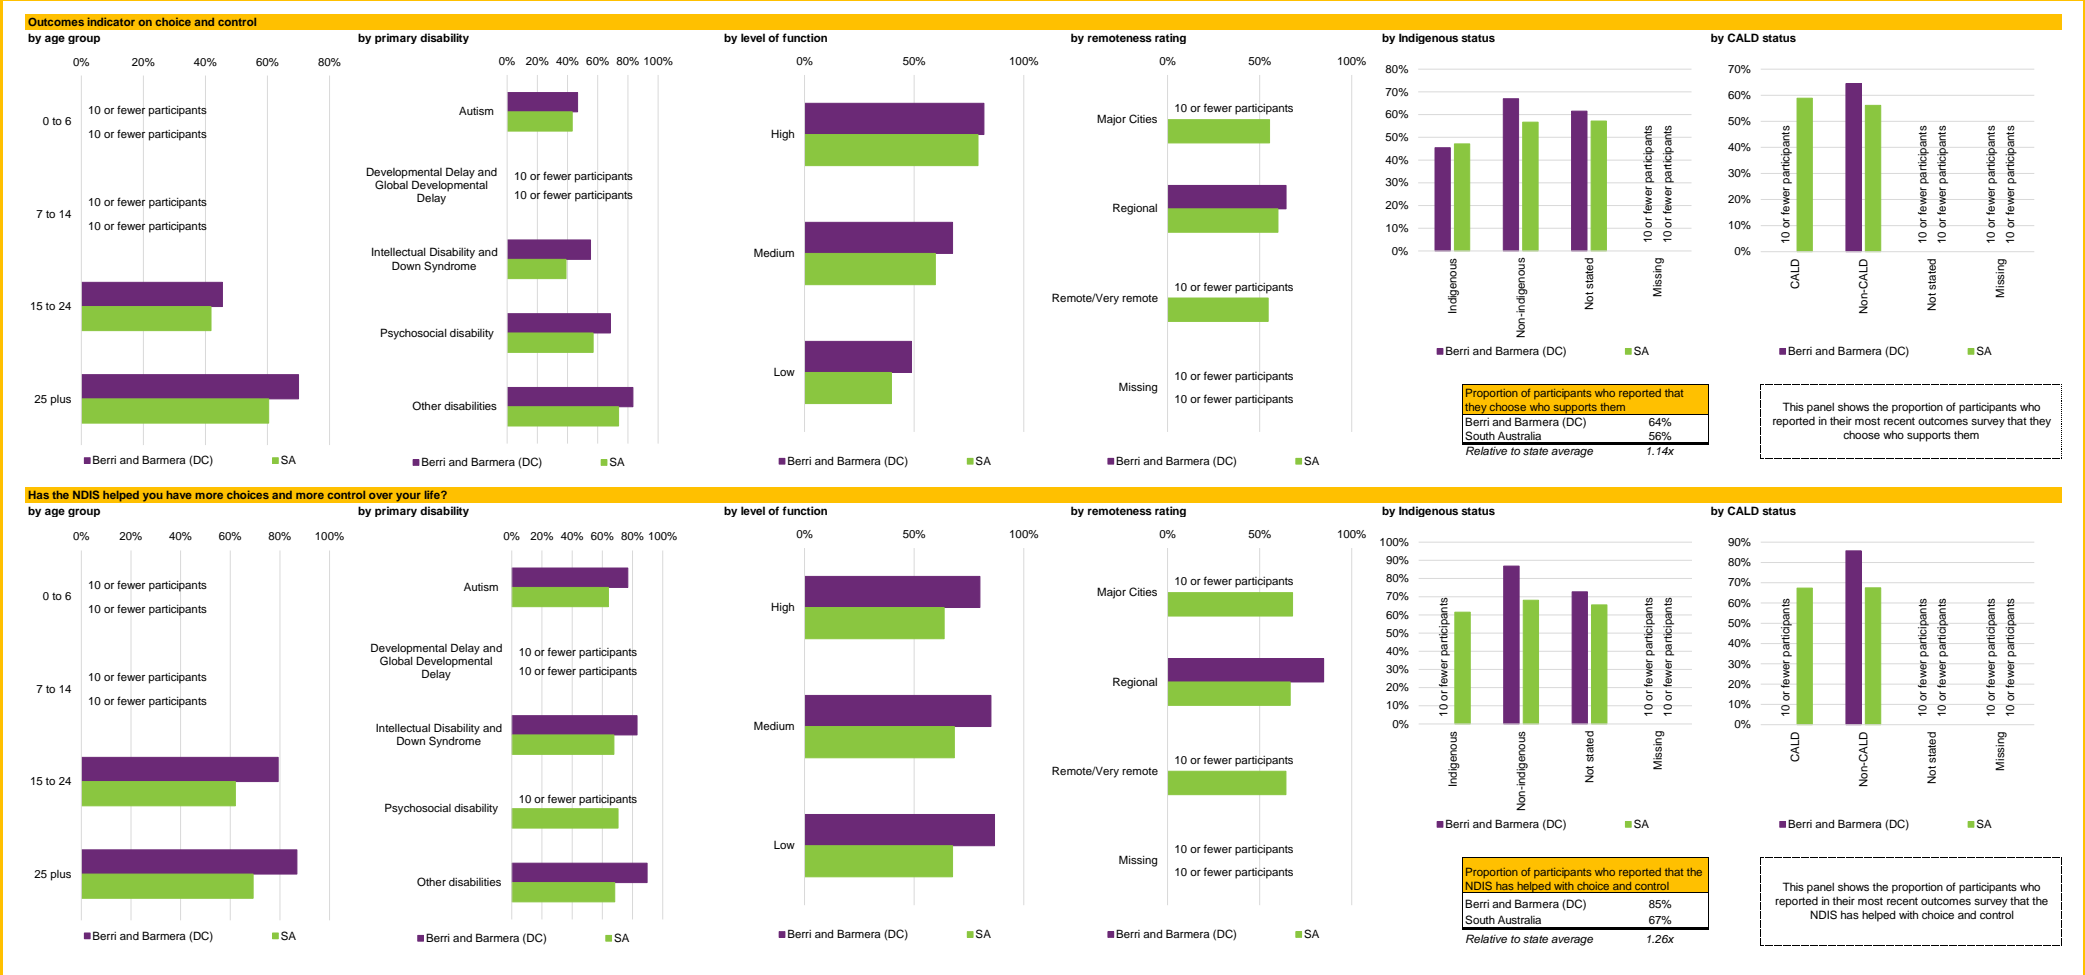 Outcomes indicator on choice and control
by age group
0% 20% 40% 60% 80%
0 to 6
10 or fewer participants
10 or fewer participants
7 to 14
10 or fewer participants
10 or fewer participants
15 to 24
25 plus
Berri and Barmera (DC) SA
by primary disability
0% 20% 40% 60% 80% 100%
Autism
Developmental Delay and
Global Developmental
Delay
10 or fewer participants
10 or fewer participants
Intellectual Disability and
Down Syndrome
Psychosocial disability
Other disabilities
Berri and Barmera (DC) SA
by level of function
0% 50% 100%
High
Medium
Low
Berri and Barmera (DC) SA
by remoteness rating
0% 50% 100%
Major Cities
10 or fewer participants
Regional
Remote/Very remote
10 or fewer participants
Missing
10 or fewer participants
10 or fewer participants
Berri and Barmera (DC) SA
by Indigenous status
80%
70%
60%
50%
40%
30%
20%
10%
0%
10 or fewer participants
10 or fewer participants
Indigenous
Non-indigenous
Not stated
Missing
Berri and Barmera (DC) SA
by CALD status
70%
60%
50%
40%
30%
20%
10%
0%
10 or fewer participants
10 or fewer participants
10 or fewer participants
10 or fewer participants
10 or fewer participants
CALD
Non-CALD
Not stated
Missing
Berri and Barmera (DC) SA
Proportion of participants who reported that
they choose who supports them
Berri and Barmera (DC) 64%
South Australia 56%
Relative to state average 1.14x
This panel shows the proportion of participants who
reported in their most recent outcomes survey that they
choose who supports them
Has the NDIS helped you have more choices and more control over your life?
by age group
0% 20% 40% 60% 80% 100%
0 to 6
10 or fewer participants
10 or fewer participants
7 to 14
10 or fewer participants
10 or fewer participants
15 to 24
25 plus
Berri and Barmera (DC) SA
by primary disability
0% 20% 40% 60% 80% 100%
Autism
Developmental Delay and
Global Developmental
Delay
10 or fewer participants
10 or fewer participants
Intellectual Disability and
Down Syndrome
Psychosocial disability
10 or fewer participants
Other disabilities
Berri and Barmera (DC) SA
by level of function
0% 50% 100%
High
Medium
Low
Berri and Barmera (DC) SA
by remoteness rating
0% 50% 100%
Major Cities
10 or fewer participants
Regional
Remote/Very remote
10 or fewer participants
Missing
10 or fewer participants
10 or fewer participants
Berri and Barmera (DC) SA
by Indigenous status
100%
90%
80%
70%
60%
50%
40%
30%
20%
10%
0%
10 or fewer participants
10 or fewer participants
10 or fewer participants
Indigenous
Non-indigenous
Not stated
Missing
Berri and Barmera (DC) SA
by CALD status
90%
80%
70%
60%
50%
40%
30%
20%
10%
0%
10 or fewer participants
10 or fewer participants
10 or fewer participants
10 or fewer participants
10 or fewer participants
CALD
Non-CALD
Not stated
Missing
Berri and Barmera (DC) SA
Proportion of participants who reported that the
NDIS has helped with choice and control
Berri and Barmera (DC) 85%
South Australia 67%
Relative to state average 1.26x
This panel shows the proportion of participants who
reported in their most recent outcomes survey that the
NDIS has helped with choice and control